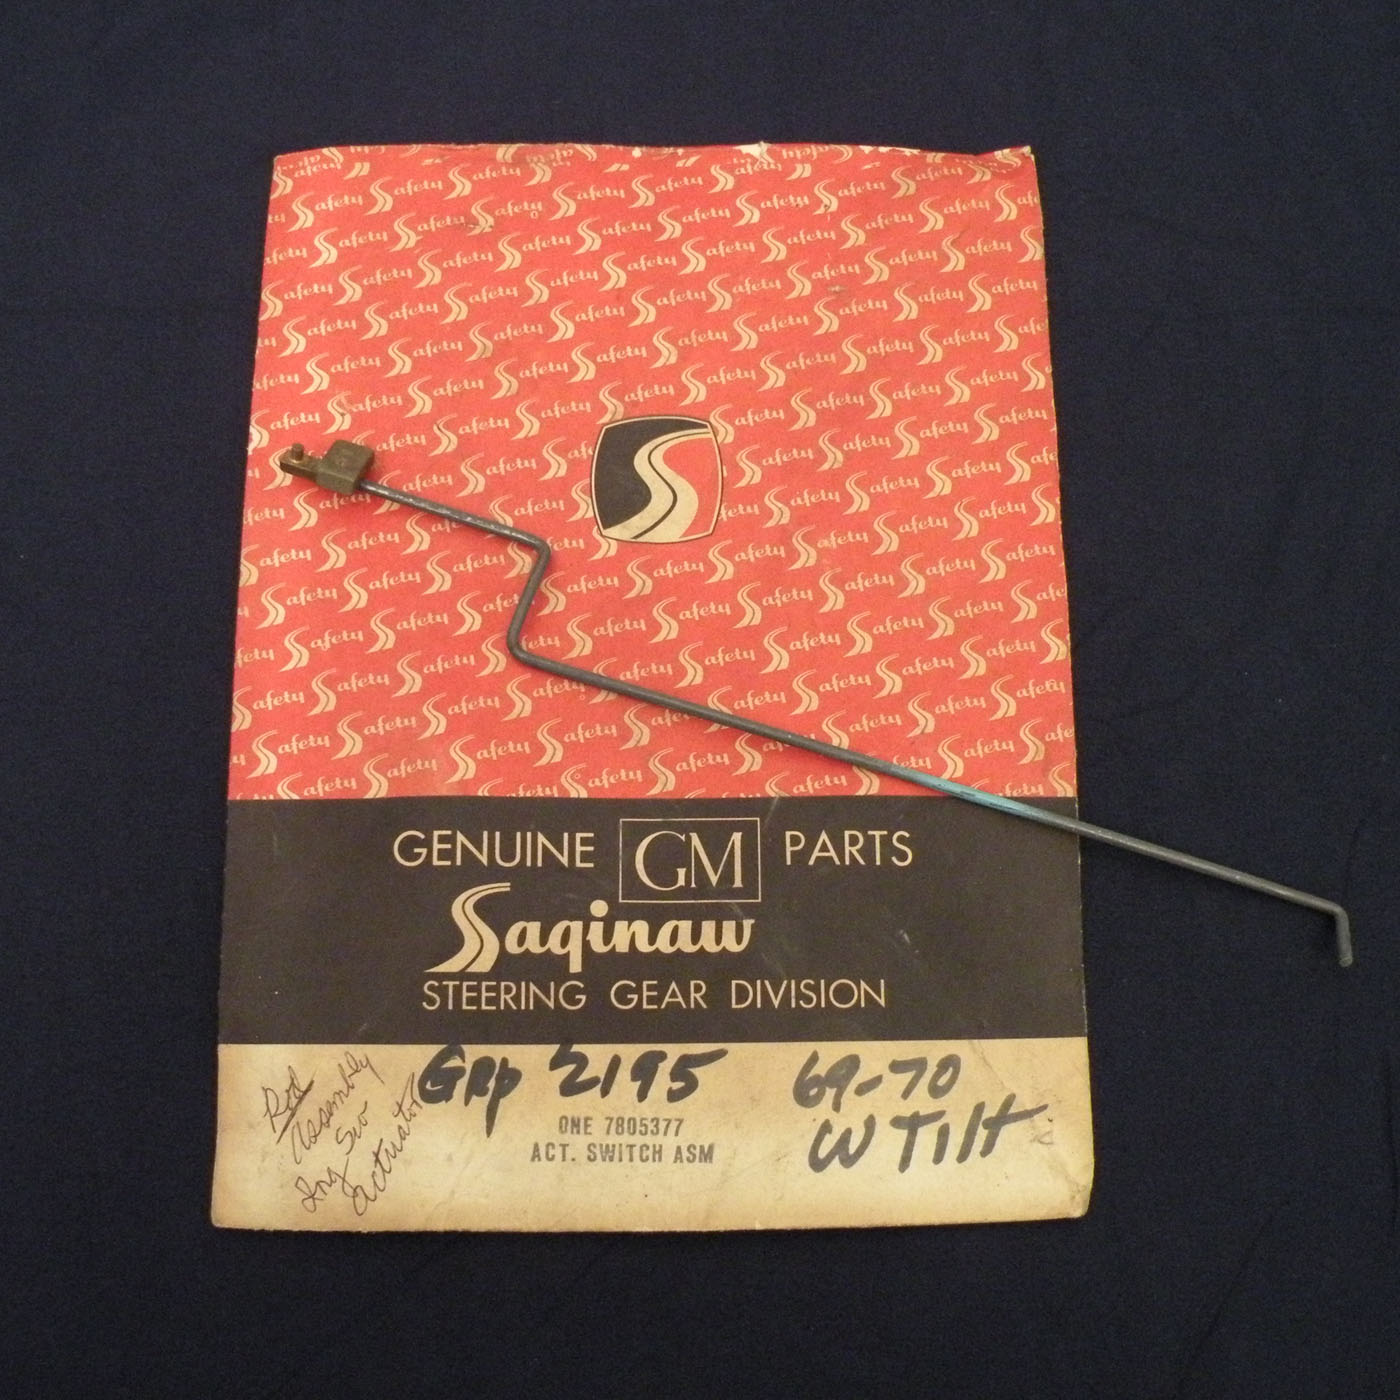 Safety
GENUINE GM PARTS
Saginaw
STEERING GEAR DIVISION
Grp 2195 69-70
W Tilt
ONE 7805377
ACT. SWITCH ASM
Rod
Assembly
Ing Sw
actuator